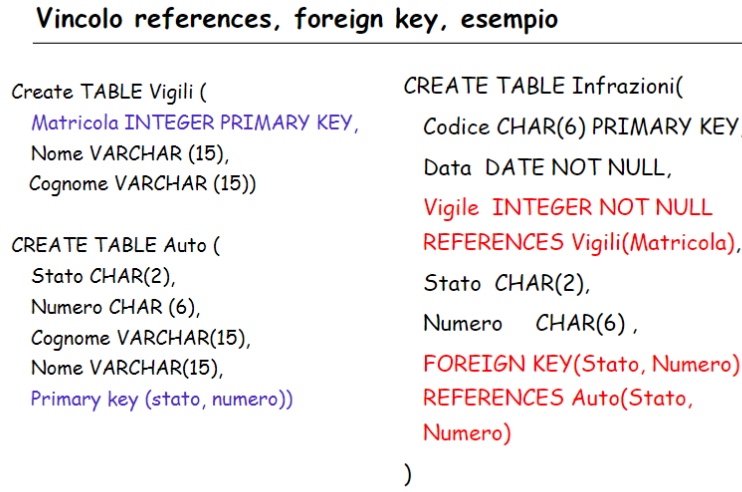 Vincolo references, foreign key, esempio
Create TABLE Vigili (
Matricola INTEGER PRIMARY KEY,
Nome VARCHAR (15),
Cognome VARCHAR (15))
CREATE TABLE Auto (
Stato CHAR(2),
Numero CHAR (6),
Cognome VARCHAR(15),
Nome VARCHAR(15),
Primary key (stato, numero))
CREATE TABLE Infrazioni(
Codice CHAR(6) PRIMARY KEY,
Data DATE NOT NULL,
Vigile INTEGER NOT NULL
REFERENCES Vigili(Matricola),
Stato CHAR(2),
Numero CHAR(6) ,
FOREIGN KEY(Stato, Numero)
REFERENCES Auto(Stato,
Numero)
)